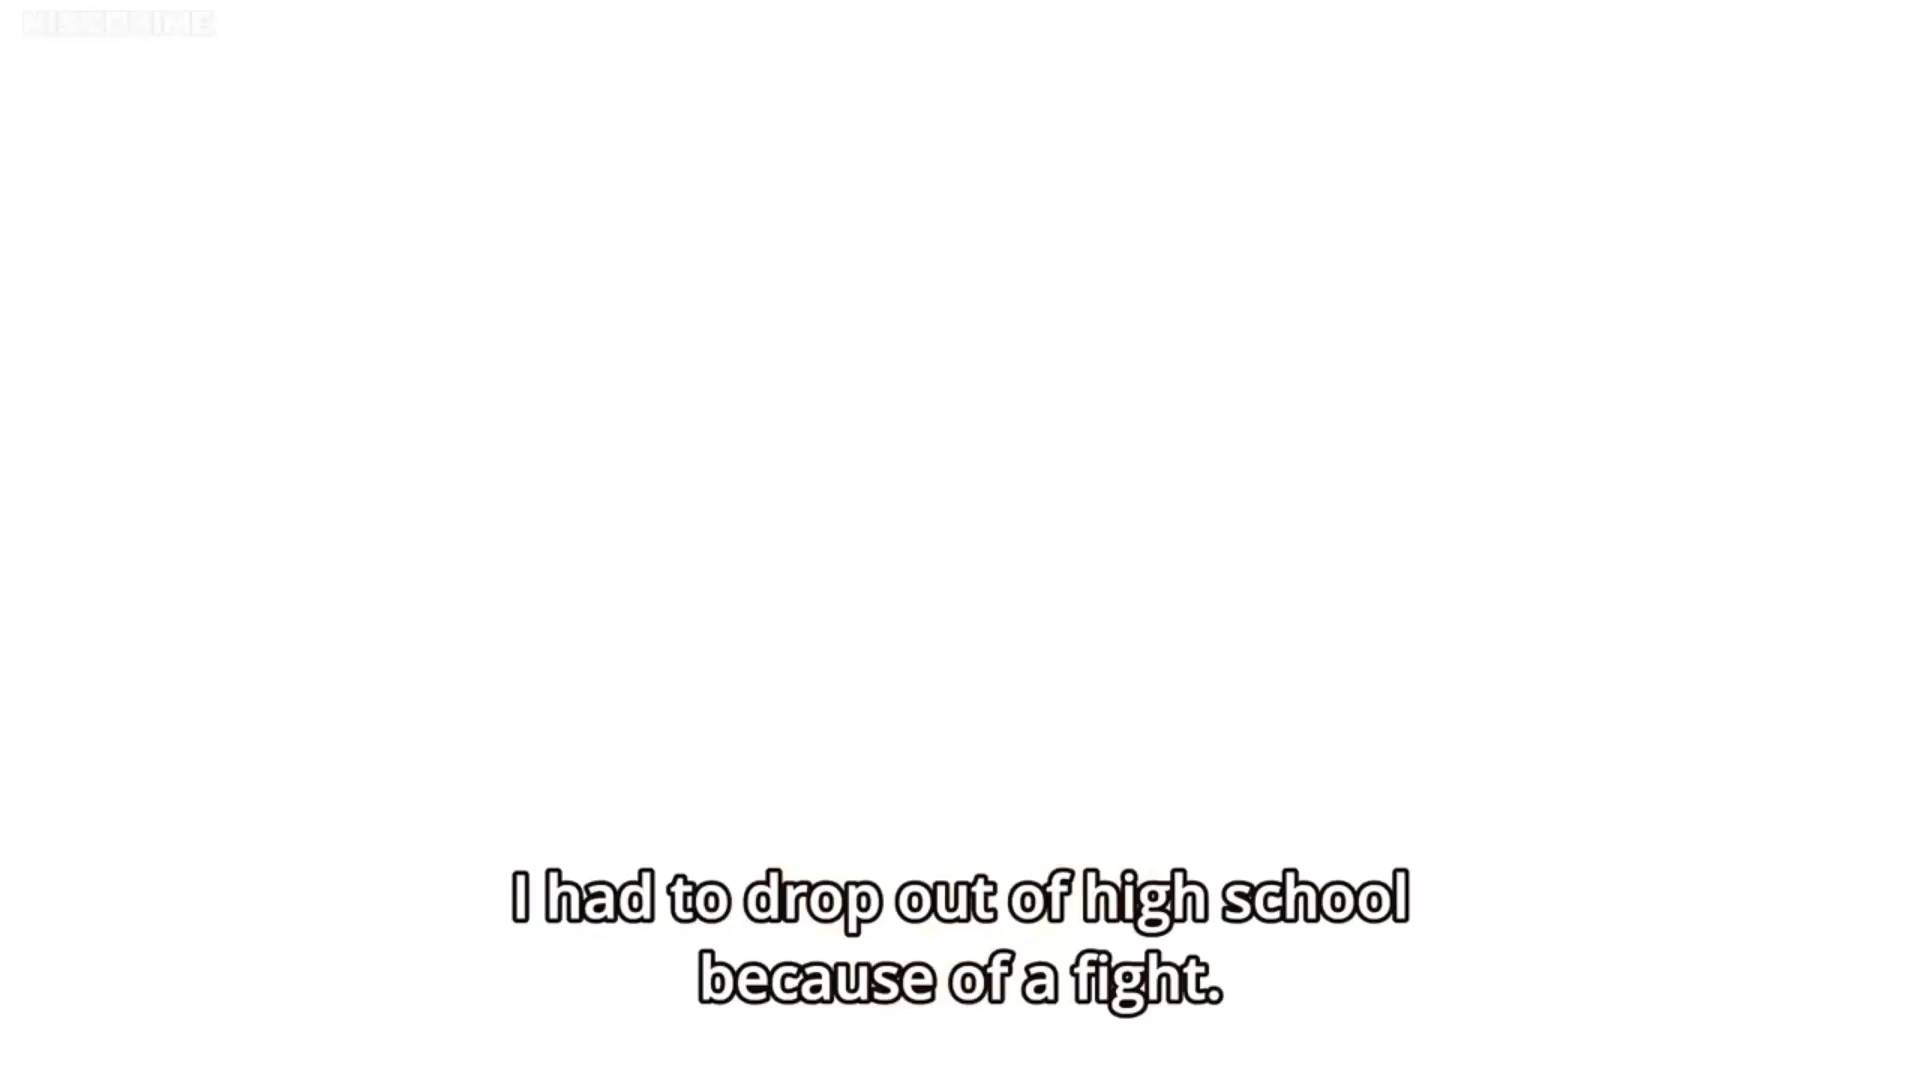 I had to drop out of high school
because of a fight.